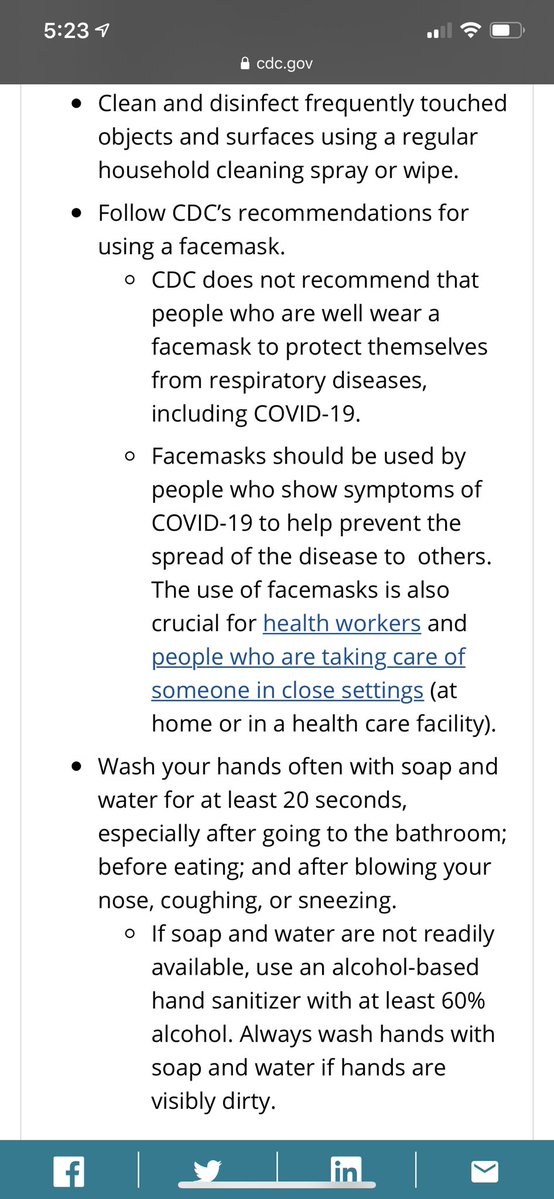 5:23
cdc.gov
• Clean and disinfect frequently touched
objects and surfaces using a regular
household cleaning spray or wipe.
• Follow CDC’s recommendations for
using a facemask.
◦ CDC does not recommend that
people who are well wear a
facemask to protect themselves
from respiratory diseases,
including COVID-19.
◦ Facemasks should be used by
people who show symptoms of
COVID-19 to help prevent the
spread of the disease to  others.
The use of facemasks is also
crucial for health workers and
people who are taking care of
someone in close settings (at
home or in a health care facility).
• Wash your hands often with soap and
water for at least 20 seconds,
especially after going to the bathroom;
before eating; and after blowing your
nose, coughing, or sneezing.
◦ If soap and water are not readily
available, use an alcohol-based
hand sanitizer with at least 60%
alcohol. Always wash hands with
soap and water if hands are
visibly dirty.